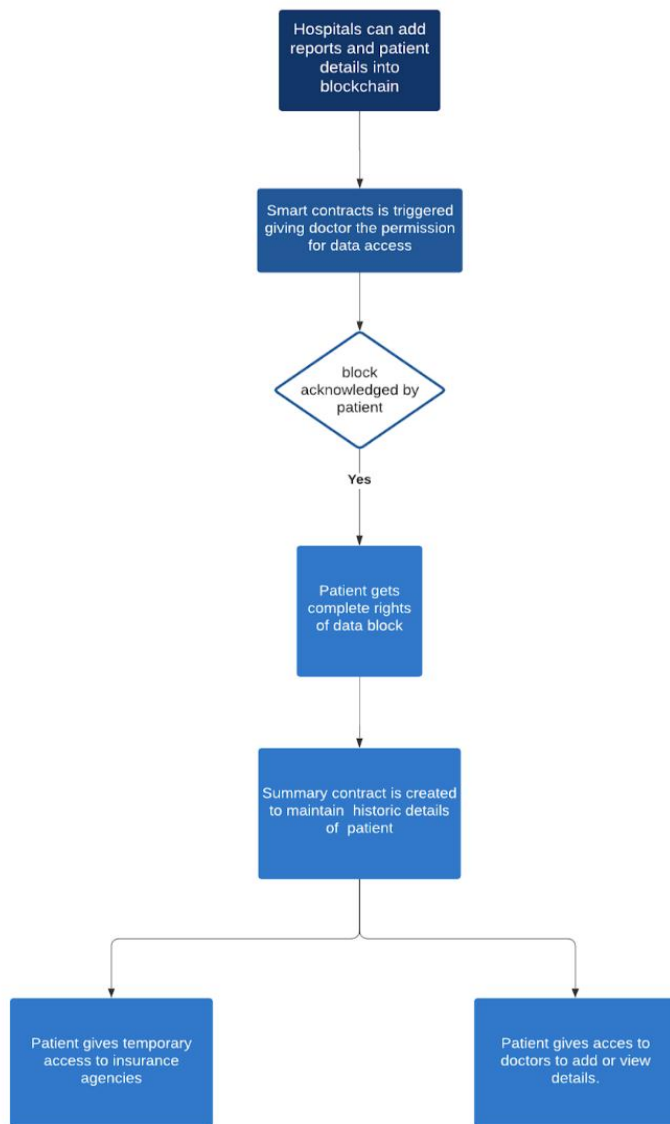 Hospitals can add
reports and patient
details into
blockchain
Smart contracts is triggered
giving doctor the permission
for data access
block
acknowledged by
patient
Yes
Patient gets
complete rights
of data block
Summary contract is created
to maintain historic details
of patient
Patient gives temporary
access to insurance
agencies
Patient gives acces to
doctors to add or view
details.